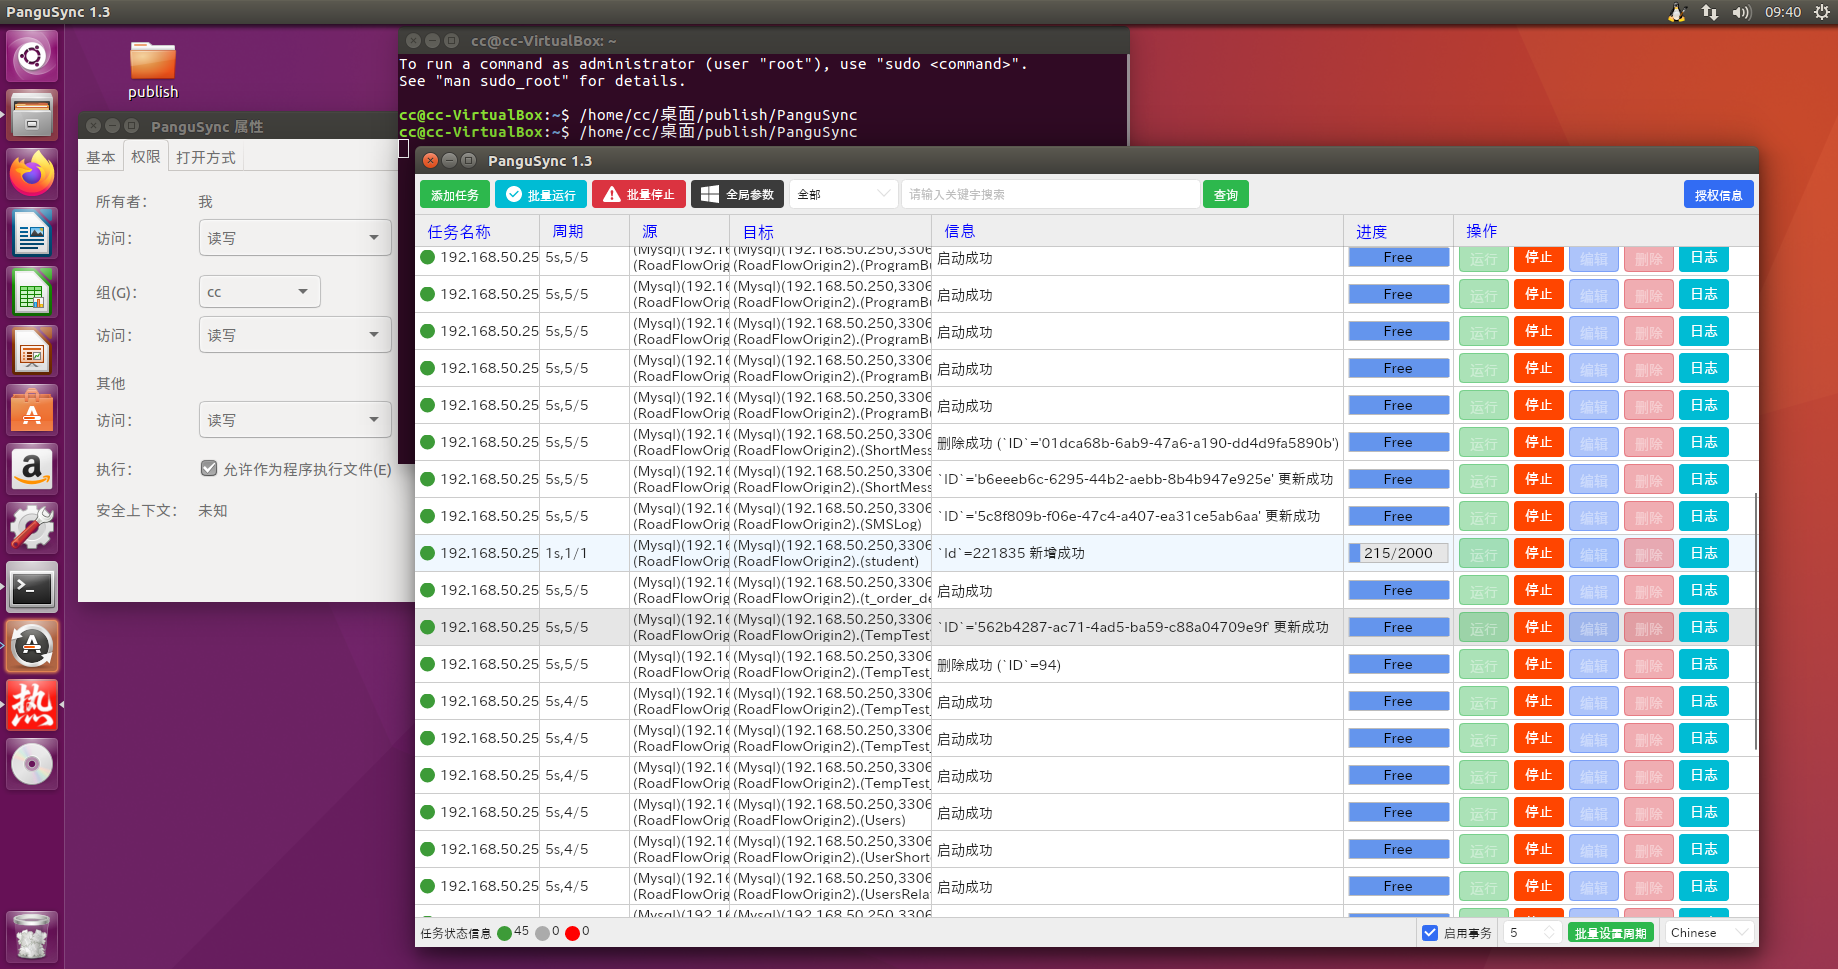 PanguSync 1.3
09:40
publish
cc@cc-VirtualBox: ~
To run a command as administrator (user "root"), use "sudo <command>".
See "man sudo_root" for details.
cc@cc-VirtualBox:~$ /home/cc/桌面/publish/PanguSync
cc@cc-VirtualBox:~$ /home/cc/桌面/publish/PanguSync
PanguSync 属性
基本 权限 打开方式
所有者： 我
访问： 读写
组(G)： cc
访问： 读写
其他
访问： 读写
执行： 允许作为程序执行文件(E)
安全上下文： 未知
热
PanguSync 1.3
添加任务 批量运行 批量停止 全局参数 全部 请输入关键字搜索 查询 授权信息
任务名称 周期 源 目标 信息 进度 操作
192.168.50.25 5s,5/5 (Mysql)(192.16 (Mysql)(192.168.50.250,3306 启动成功 Free 运行 停止 编辑 删除 日志
(RoadFlowOrig (RoadFlowOrigin2).(ProgramBu
192.168.50.25 5s,5/5 (Mysql)(192.16 (Mysql)(192.168.50.250,3306 启动成功 Free 运行 停止 编辑 删除 日志
(RoadFlowOrig (RoadFlowOrigin2).(ProgramBu
192.168.50.25 5s,5/5 (Mysql)(192.16 (Mysql)(192.168.50.250,3306 启动成功 Free 运行 停止 编辑 删除 日志
(RoadFlowOrig (RoadFlowOrigin2).(ProgramBu
192.168.50.25 5s,5/5 (Mysql)(192.16 (Mysql)(192.168.50.250,3306 启动成功 Free 运行 停止 编辑 删除 日志
(RoadFlowOrig (RoadFlowOrigin2).(ProgramBu
192.168.50.25 5s,5/5 (Mysql)(192.16 (Mysql)(192.168.50.250,3306 启动成功 Free 运行 停止 编辑 删除 日志
(RoadFlowOrig (RoadFlowOrigin2).(ProgramBu
192.168.50.25 5s,5/5 (Mysql)(192.16 (Mysql)(192.168.50.250,3306 删除成功 (`ID`='01dca68b-6ab9-47a6-a190-dd4d9fa5890b') Free 运行 停止 编辑 删除 日志
(RoadFlowOrig (RoadFlowOrigin2).(ShortMess
192.168.50.25 5s,5/5 (Mysql)(192.16 (Mysql)(192.168.50.250,3306 `ID`='b6eeeb6c-6295-44b2-aebb-8b4b947e925e' 更新成功 Free 运行 停止 编辑 删除 日志
(RoadFlowOrig (RoadFlowOrigin2).(ShortMess
192.168.50.25 5s,5/5 (Mysql)(192.16 (Mysql)(192.168.50.250,3306 `ID`='5c8f809b-f06e-47c4-a407-ea31ce5ab6aa' 更新成功 Free 运行 停止 编辑 删除 日志
(RoadFlowOrig (RoadFlowOrigin2).(SMSLog)
192.168.50.25 1s,1/1 (Mysql)(192.16 (Mysql)(192.168.50.250,3306 `Id`=221835 新增成功 215/2000 运行 停止 编辑 删除 日志
(RoadFlowOrig (RoadFlowOrigin2).(student)
192.168.50.25 5s,5/5 (Mysql)(192.16 (Mysql)(192.168.50.250,3306 启动成功 Free 运行 停止 编辑 删除 日志
(RoadFlowOrig (RoadFlowOrigin2).(t_order_de
192.168.50.25 5s,5/5 (Mysql)(192.16 (Mysql)(192.168.50.250,3306 `ID`='562b4287-ac71-4ad5-ba59-c88a04709e9f' 更新成功 Free 运行 停止 编辑 删除 日志
(RoadFlowOrig (RoadFlowOrigin2).(TempTest
192.168.50.25 5s,5/5 (Mysql)(192.16 (Mysql)(192.168.50.250,3306 删除成功 (`ID`=94) Free 运行 停止 编辑 删除 日志
(RoadFlowOrig (RoadFlowOrigin2).(TempTest_
192.168.50.25 5s,4/5 (Mysql)(192.16 (Mysql)(192.168.50.250,3306 启动成功 Free 运行 停止 编辑 删除 日志
(RoadFlowOrig (RoadFlowOrigin2).(TempTest_
192.168.50.25 5s,4/5 (Mysql)(192.16 (Mysql)(192.168.50.250,3306 启动成功 Free 运行 停止 编辑 删除 日志
(RoadFlowOrig (RoadFlowOrigin2).(TempTest_
192.168.50.25 5s,4/5 (Mysql)(192.16 (Mysql)(192.168.50.250,3306 启动成功 Free 运行 停止 编辑 删除 日志
(RoadFlowOrig (RoadFlowOrigin2).(TempTest_
192.168.50.25 5s,4/5 (Mysql)(192.16 (Mysql)(192.168.50.250,3306 启动成功 Free 运行 停止 编辑 删除 日志
(RoadFlowOrig (RoadFlowOrigin2).(Users)
192.168.50.25 5s,4/5 (Mysql)(192.16 (Mysql)(192.168.50.250,3306 启动成功 Free 运行 停止 编辑 删除 日志
(RoadFlowOrig (RoadFlowOrigin2).(UserShort
192.168.50.25 5s,4/5 (Mysql)(192.16 (Mysql)(192.168.50.250,3306 启动成功 Free 运行 停止 编辑 删除 日志
(RoadFlowOrig (RoadFlowOrigin2).(UsersRela
(Mysql)(192.16 (Mysql)(192.168.50.250,3306
任务状态信息 45 0 0 启用事务 5 批量设置周期 Chinese